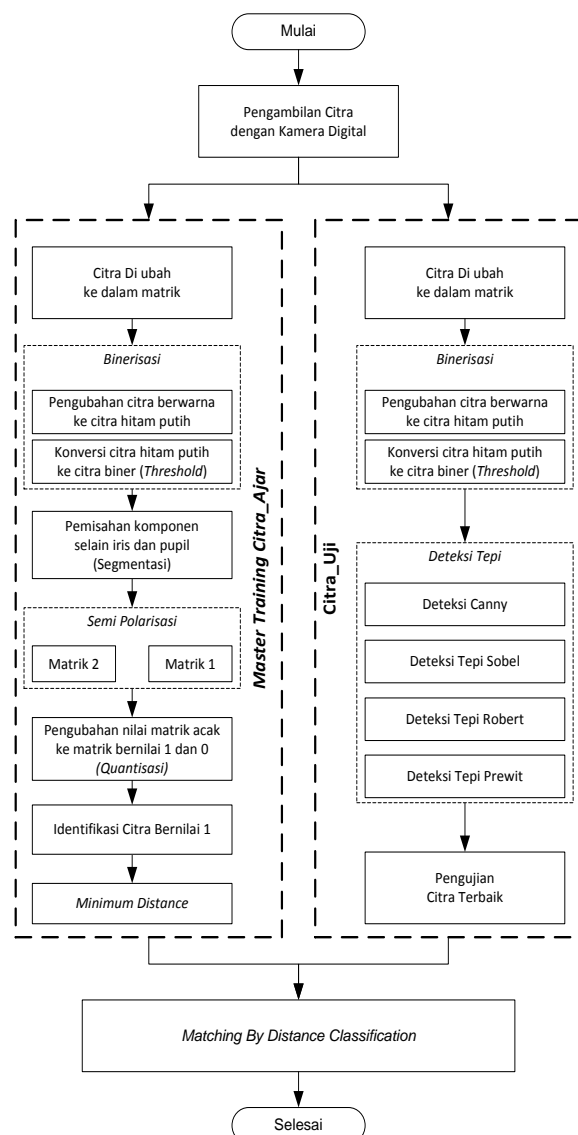 Mulai
Pengambilan Citra
dengan Kamera Digital
Citra Di ubah
ke dalam matrik
Binerisasi
Pengubahan citra berwarna
ke citra hitam putih
Konversi citra hitam putih
ke citra biner (Threshold)
Pemisahan komponen
selain iris dan pupil
(Segmentasi)
Semi Polarisasi
Matrik 2
Matrik 1
Pengubahan nilai matrik acak
ke matrik bernilai 1 dan 0
(Quantisasi)
Identifikasi Citra Bernilai 1
Minimum Distance
Master Training Citra_Ajar
Citra_Uji
Citra Di ubah
ke dalam matrik
Binerisasi
Pengubahan citra berwarna
ke citra hitam putih
Konversi citra hitam putih
ke citra biner (Threshold)
Deteksi Tepi
Deteksi Canny
Deteksi Tepi Sobel
Deteksi Tepi Robert
Deteksi Tepi Prewit
Pengujian
Citra Terbaik
Matching By Distance Classification
Selesai